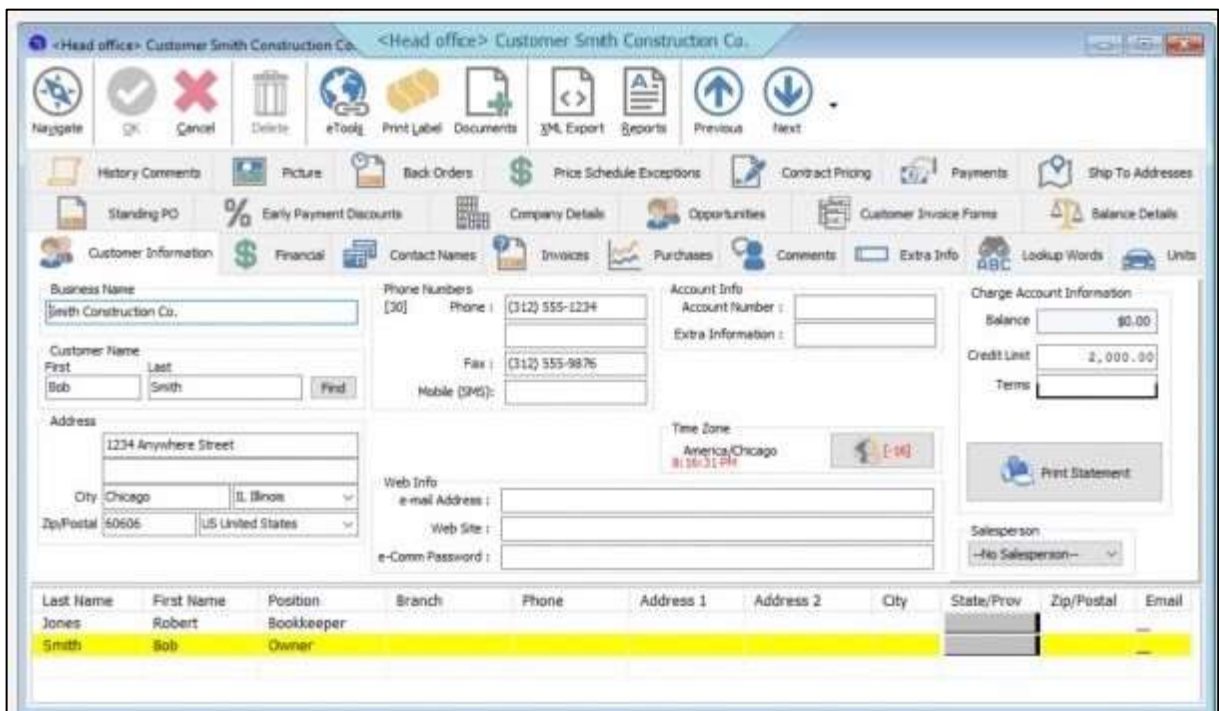 <Head office> Customer Smith Construction Co.
<Head office> Customer Smith Construction Co.
Navigate OK Cancel Delete eTools Print Label Documents XML Export Reports Previous Next
History Comments Picture Back Orders Price Schedule Exceptions Contract Pricing Payments Ship To Addresses
Standing PO Early Payment Discounts Company Details Opportunities Customer Invoice Forms Balance Details
Customer Information Financial Contact Names Invoices Purchases Comments Extra Info ABC Lookup Words Units
Business Name
Smith Construction Co.
Customer Name
First Last
Bob Smith Find
Address
1234 Anywhere Street
City Chicago IL Illinois
Zip/Postal 60606 US United States
Phone Numbers
[30] Phone : (312) 555-1234
Fax : (312) 555-9876
Mobile (SMS):
Account Info
Account Number :
Extra Information :
Time Zone
America/Chicago
8:16:31 PM
[-16]
Web Info
e-mail Address :
Web Site :
e-Comm Password :
Charge Account Information
Balance $0.00
Credit Limit 2,000.00
Terms
Print Statement
Salesperson
--No Salesperson--
Last Name First Name Position Branch Phone Address 1 Address 2 City State/Prov Zip/Postal Email
Jones Robert Bookkeeper
Smith Bob Owner